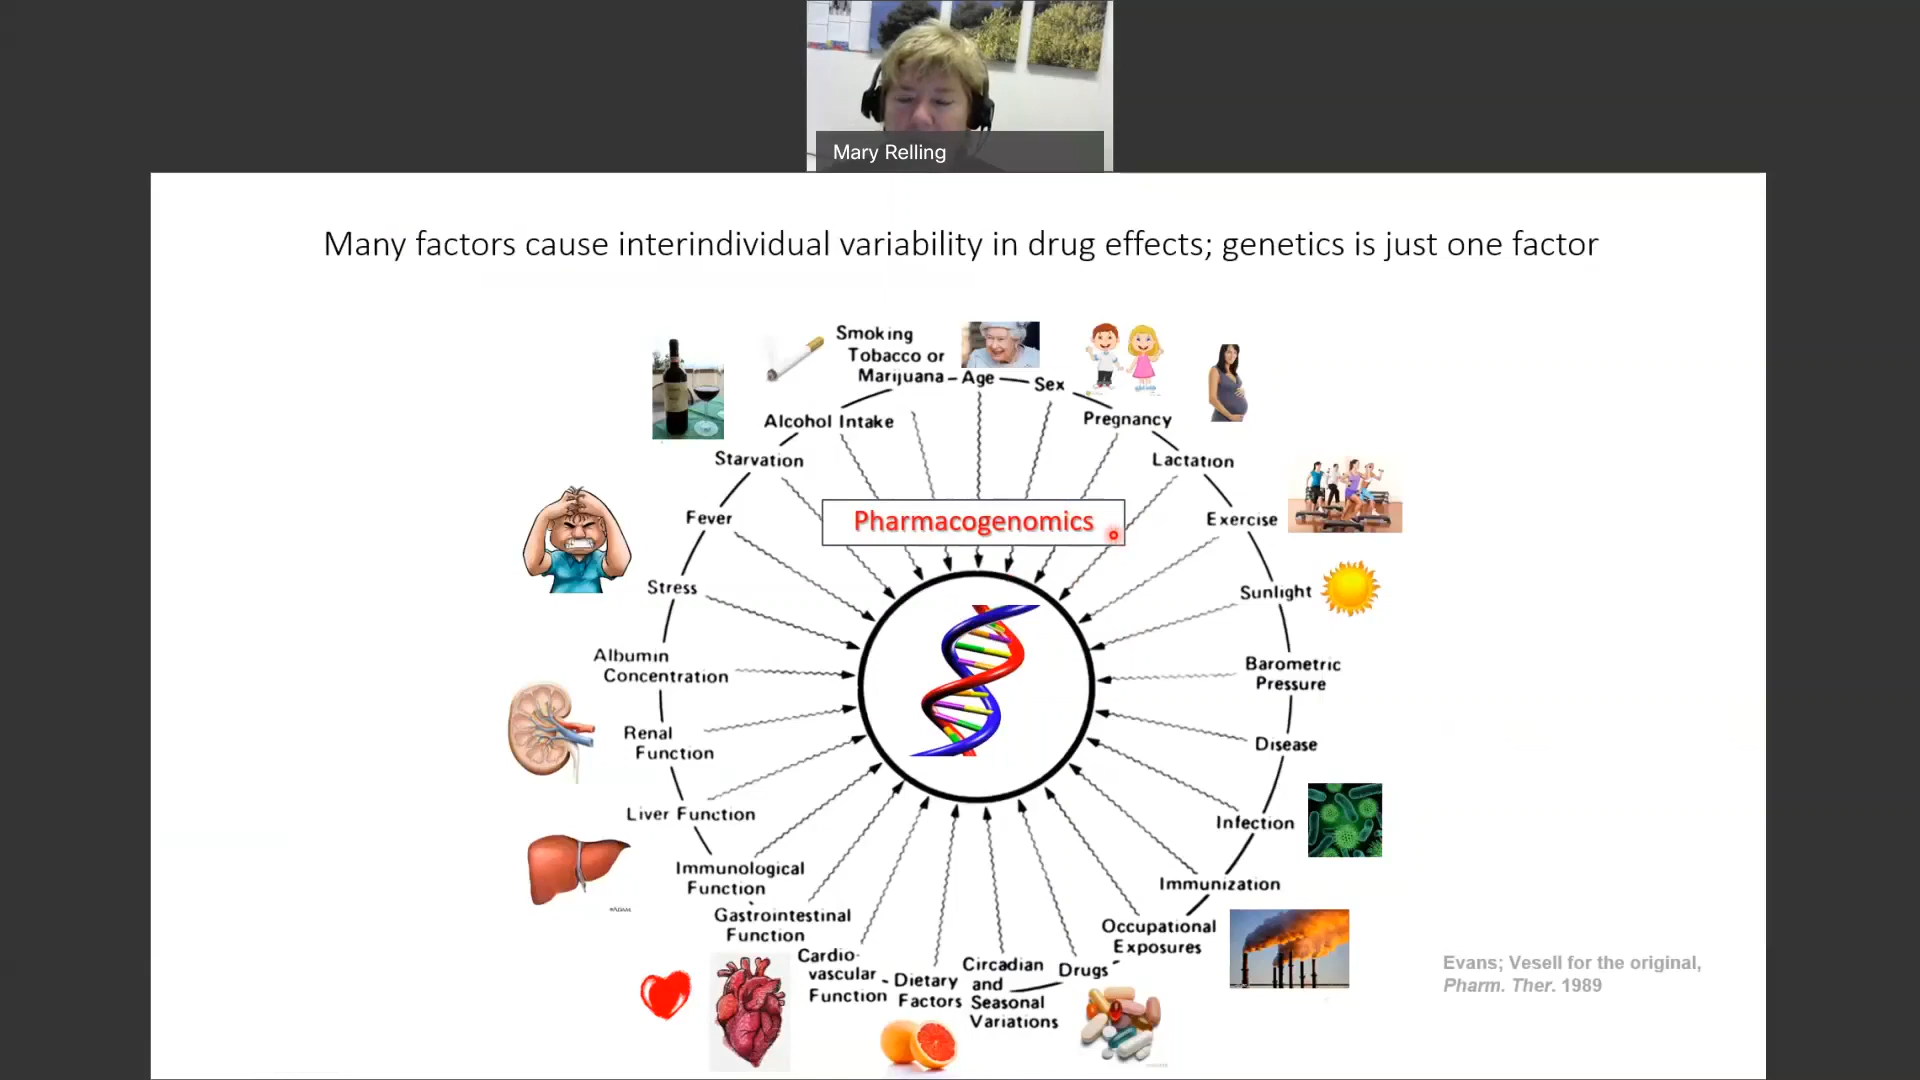 Mary Relling
Many factors cause interindividual variability in drug effects; genetics is just one factor
Smoking
Tobacco or
Marijuana
Age
Sex
Pregnancy
Lactation
Exercise
Sunlight
Barometric
Pressure
Disease
Infection
Immunization
Occupational
Exposures
Drugs
Circadian
and
Seasonal
Variations
Dietary
Factors
Cardio-
vascular
Function
Gastrointestinal
Function
Immunological
Function
Liver Function
Renal
Function
Albumin
Concentration
Stress
Fever
Starvation
Alcohol Intake
Pharmacogenomics
Evans; Vesell for the original,
Pharm. Ther. 1989